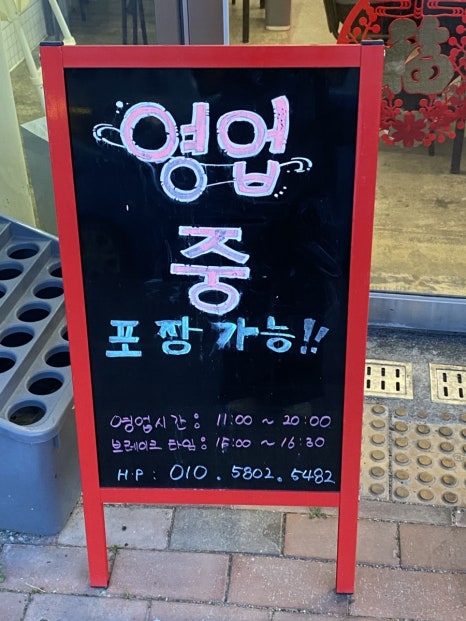 영업
중
포장 가능!!
영업시간 : 11:00 ~ 20:00
브레이크 타임 : 15:00 ~ 16:30
H·P : 010 . 5802 . 5482
福